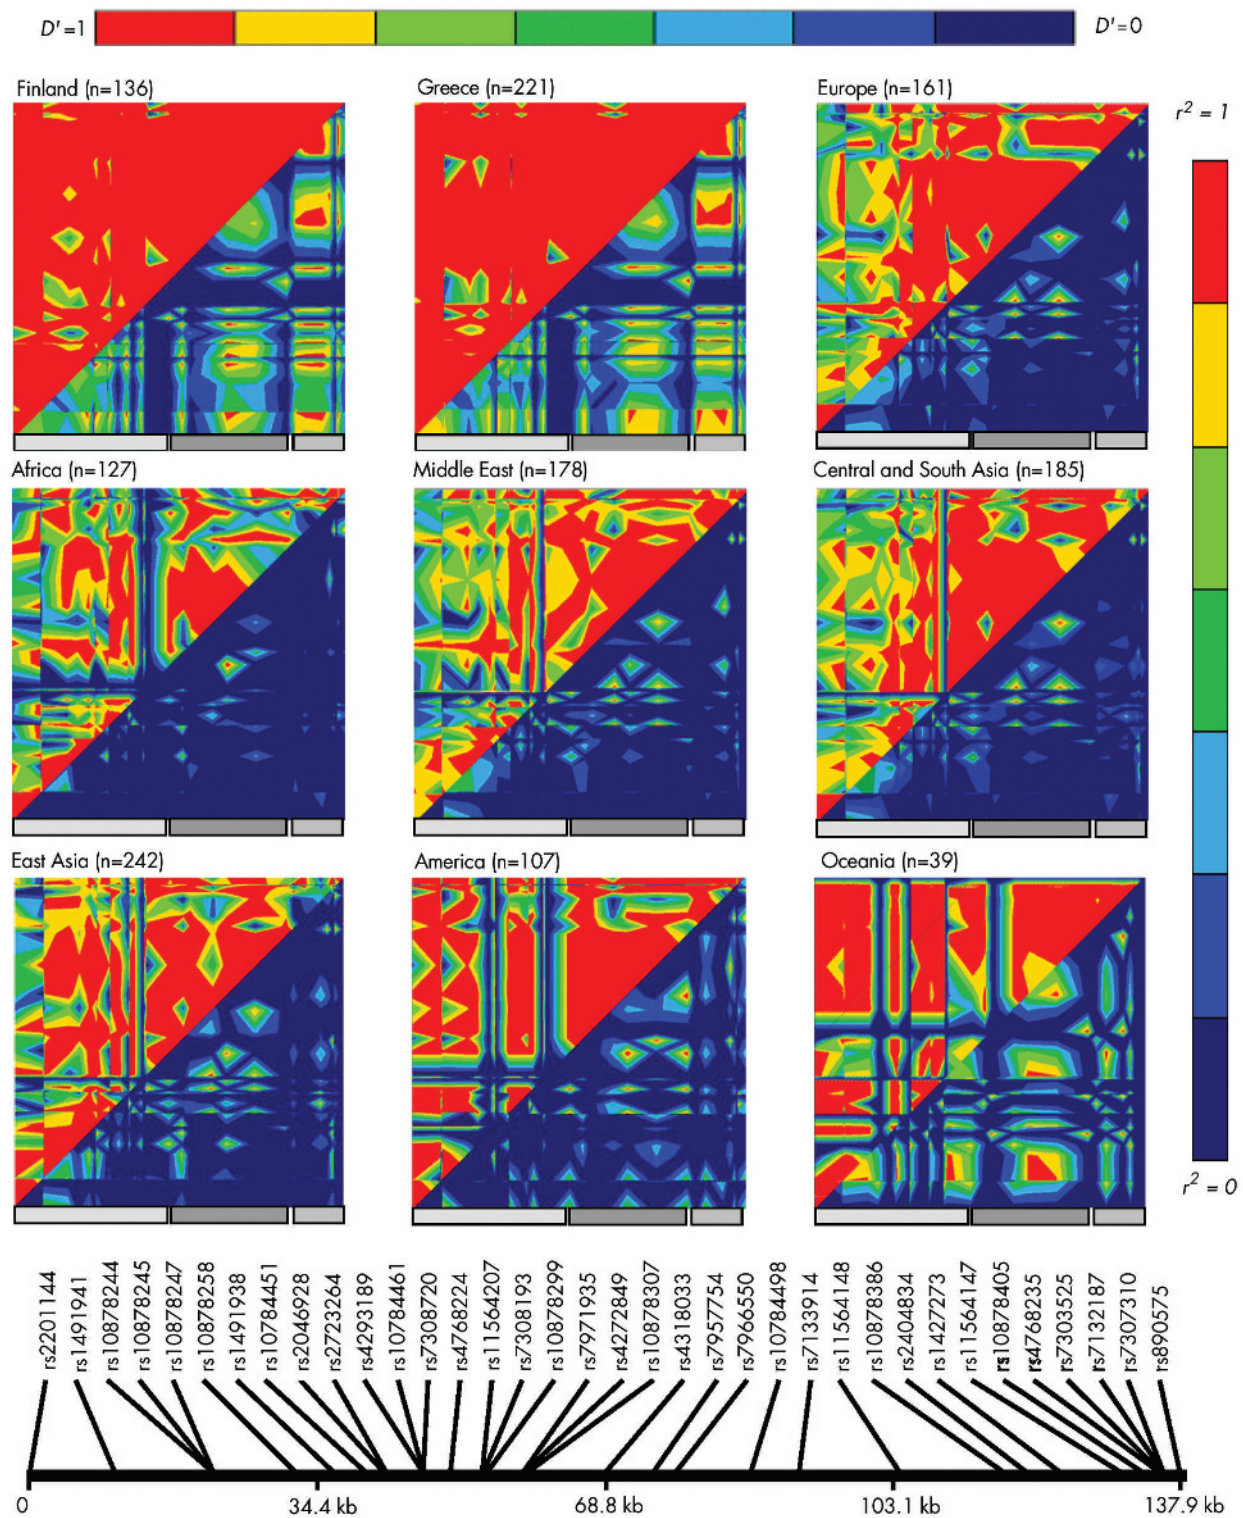 D'=1
D'=0
Finland (n=136)
Greece (n=221)
Europe (n=161)
r² = 1
Africa (n=127)
Middle East (n=178)
Central and South Asia (n=185)
East Asia (n=242)
America (n=107)
Oceania (n=39)
r² = 0
rs2201144
rs1491941
rs10878244
rs10878245
rs10878247
rs10878258
rs1491938
rs10784451
rs2046928
rs2723264
rs4293189
rs10784461
rs7308720
rs4768224
rs11564207
rs7308193
rs10878299
rs7971935
rs4272849
rs10878307
rs4318033
rs7957754
rs7966550
rs10784498
rs7133914
rs11564148
rs10878386
rs2404834
rs1427273
rs11564147
rs10878405
rs4768235
rs7303525
rs7132187
rs7307310
rs890575
0
34.4 kb
68.8 kb
103.1 kb
137.9 kb